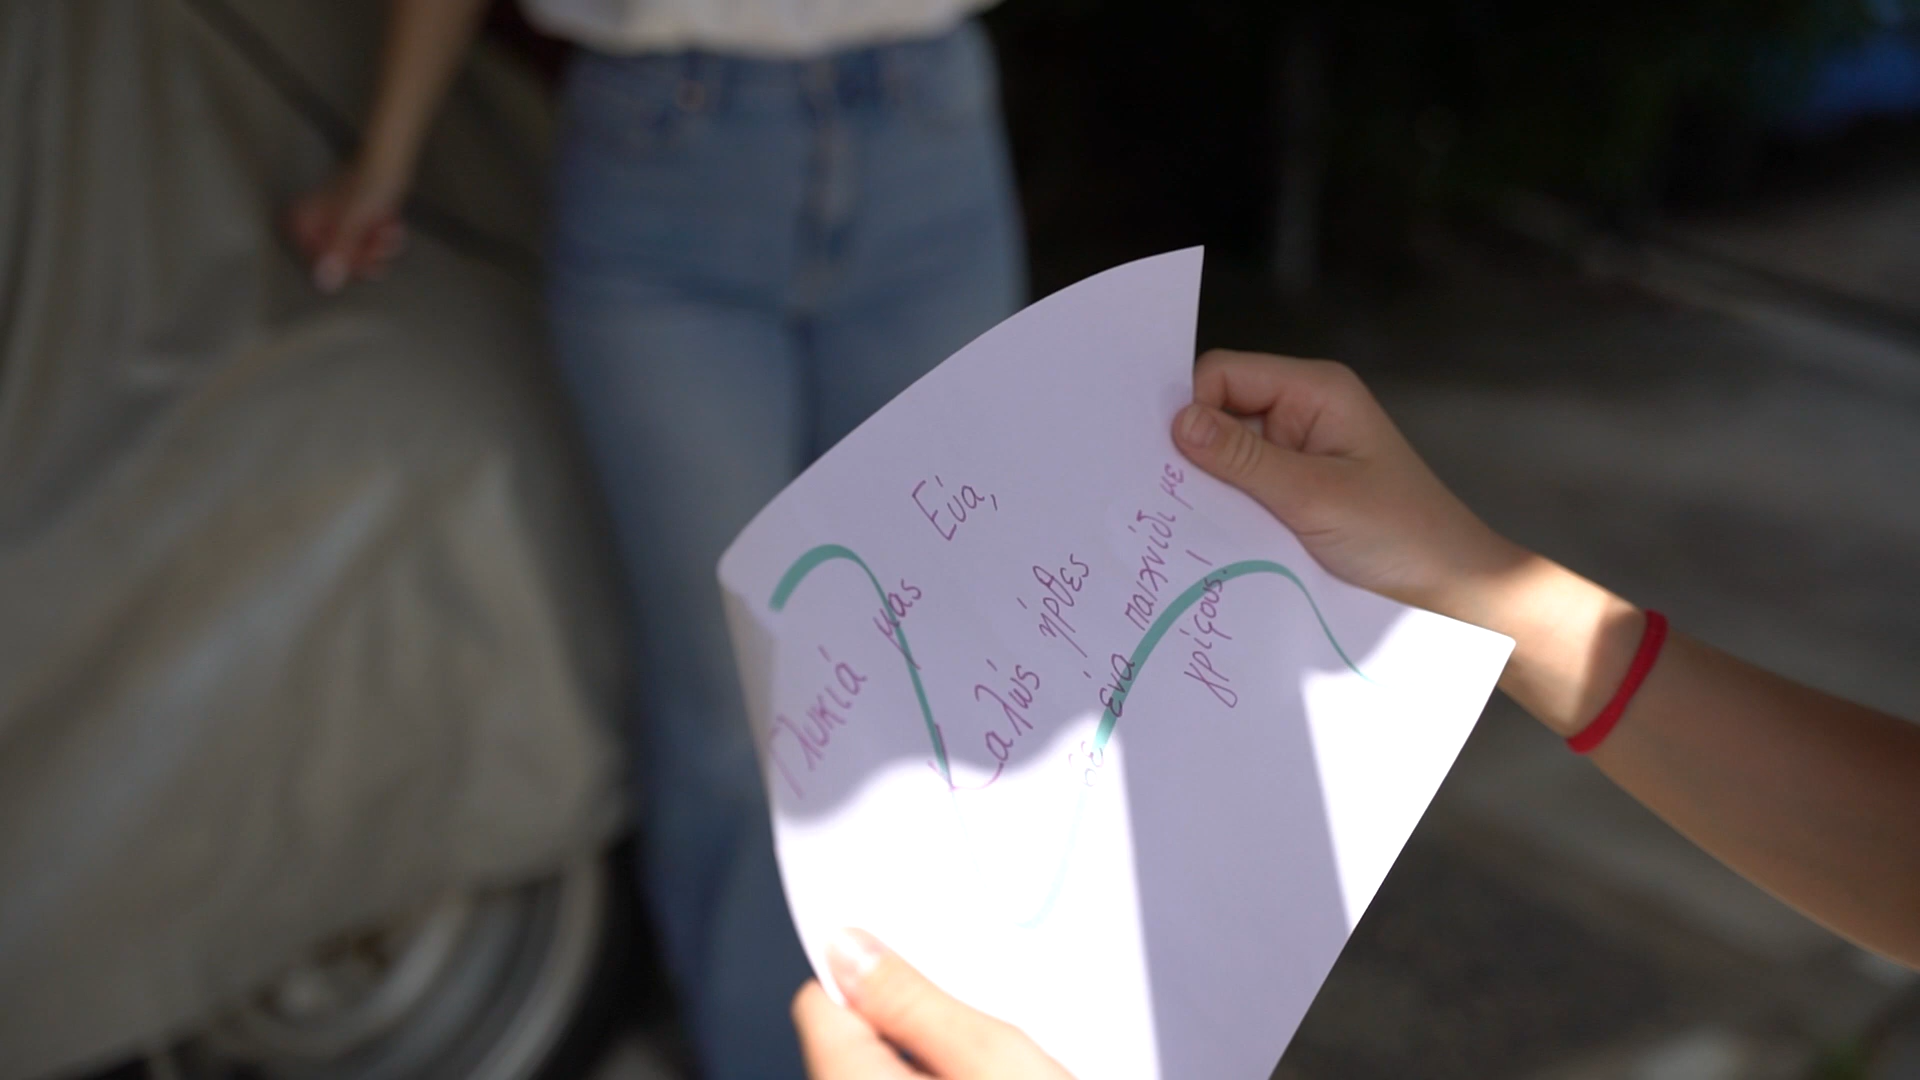 Γλυκιά μας Εύα,
Καλώς ήρθες
σε ένα παιχνίδι με
γρίφους!